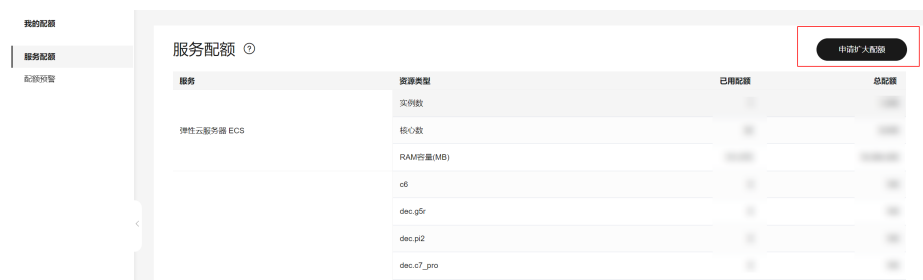 我的配额
服务配额
配额预警
服务配额 ?
申请扩大配额
服务 资源类型 已用配额 总配额
实例数
弹性云服务器 ECS 核心数
RAM容量(MB)
c6
dec.g5r
dec.pi2
dec.c7_pro